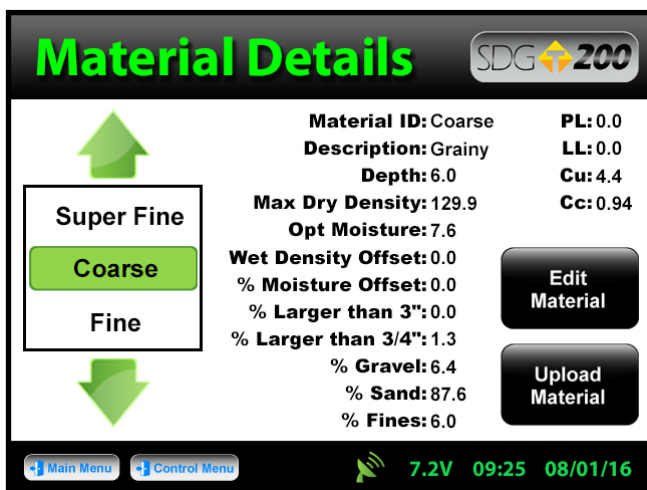 Material Details
SDG 200
Material ID: Coarse
PL: 0.0
Description: Grainy
LL: 0.0
Depth: 6.0
Cu: 4.4
Max Dry Density: 129.9
Cc: 0.94
Opt Moisture: 7.6
Wet Density Offset: 0.0
% Moisture Offset: 0.0
% Larger than 3": 0.0
% Larger than 3/4": 1.3
% Gravel: 6.4
% Sand: 87.6
% Fines: 6.0
Super Fine
Coarse
Fine
Edit
Material
Upload
Material
Main Menu
Control Menu
7.2V 09:25 08/01/16